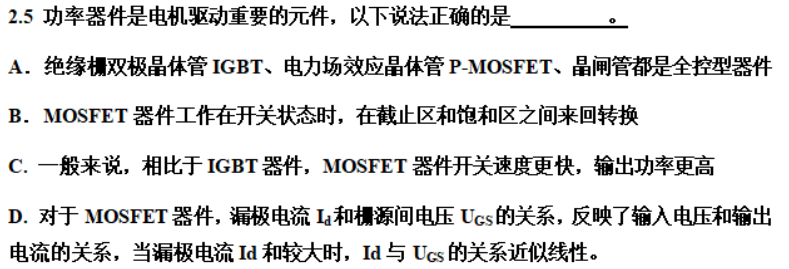 2.5 功率器件是电机驱动重要的元件，以下说法正确的是________。
A．绝缘栅双极晶体管 IGBT、电力场效应晶体管 P-MOSFET、晶闸管都是全控型器件
B．MOSFET 器件工作在开关状态时，在截止区和饱和区之间来回转换
C. 一般来说，相比于 IGBT 器件，MOSFET 器件开关速度更快，输出功率更高
D. 对于 MOSFET 器件，漏极电流 Id 和栅源间电压 UGS 的关系，反映了输入电压和输出
电流的关系，当漏极电流 Id 和较大时，Id 与 UGS 的关系近似线性。